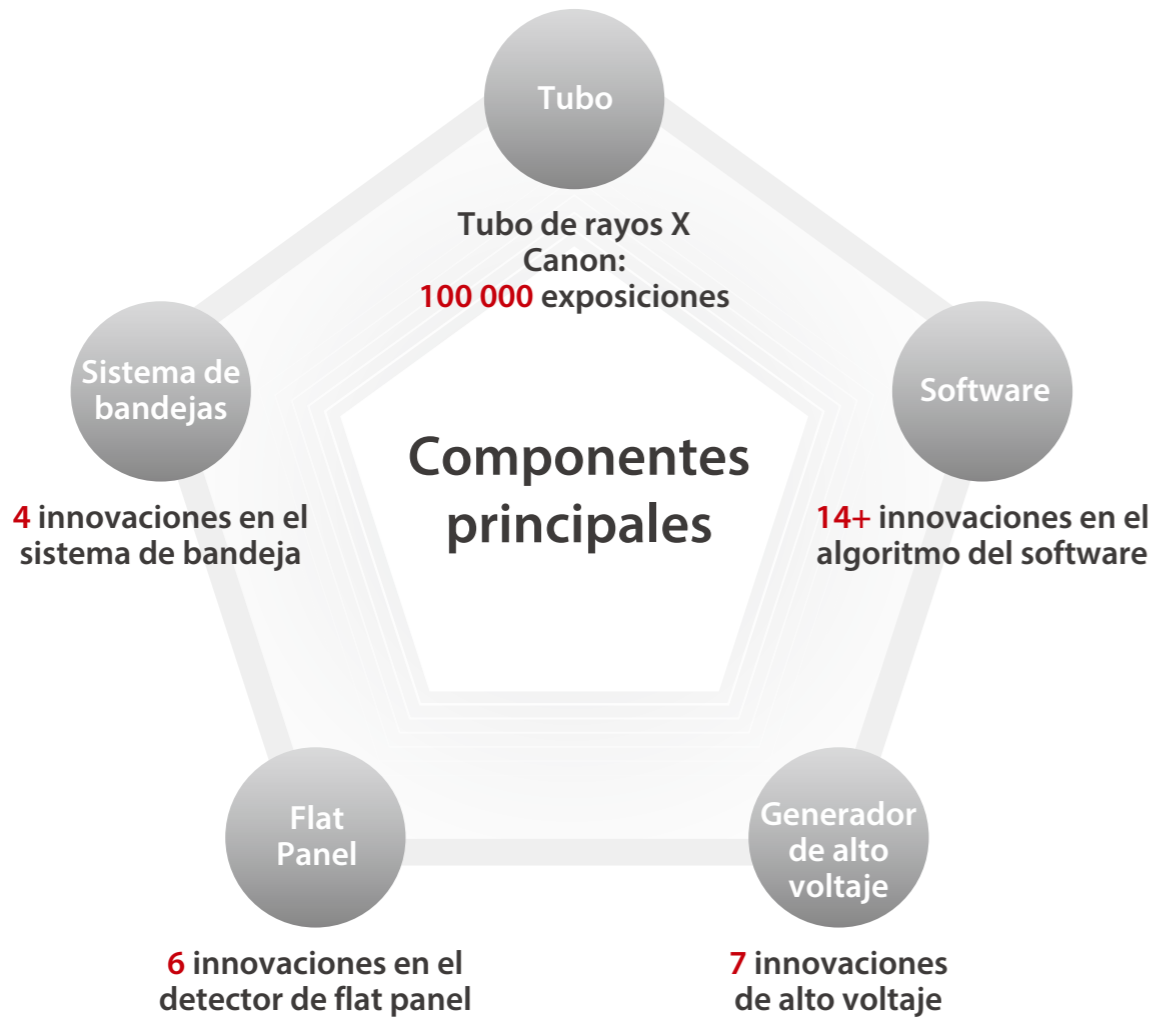 Tubo
Tubo de rayos X
Canon:
100 000 exposiciones
Sistema de
bandejas
4 innovaciones en el
sistema de bandeja
Software
14+ innovaciones en el
algoritmo del software
Componentes
principales
Flat
Panel
6 innovaciones en el
detector de flat panel
Generador
de alto
voltaje
7 innovaciones
de alto voltaje